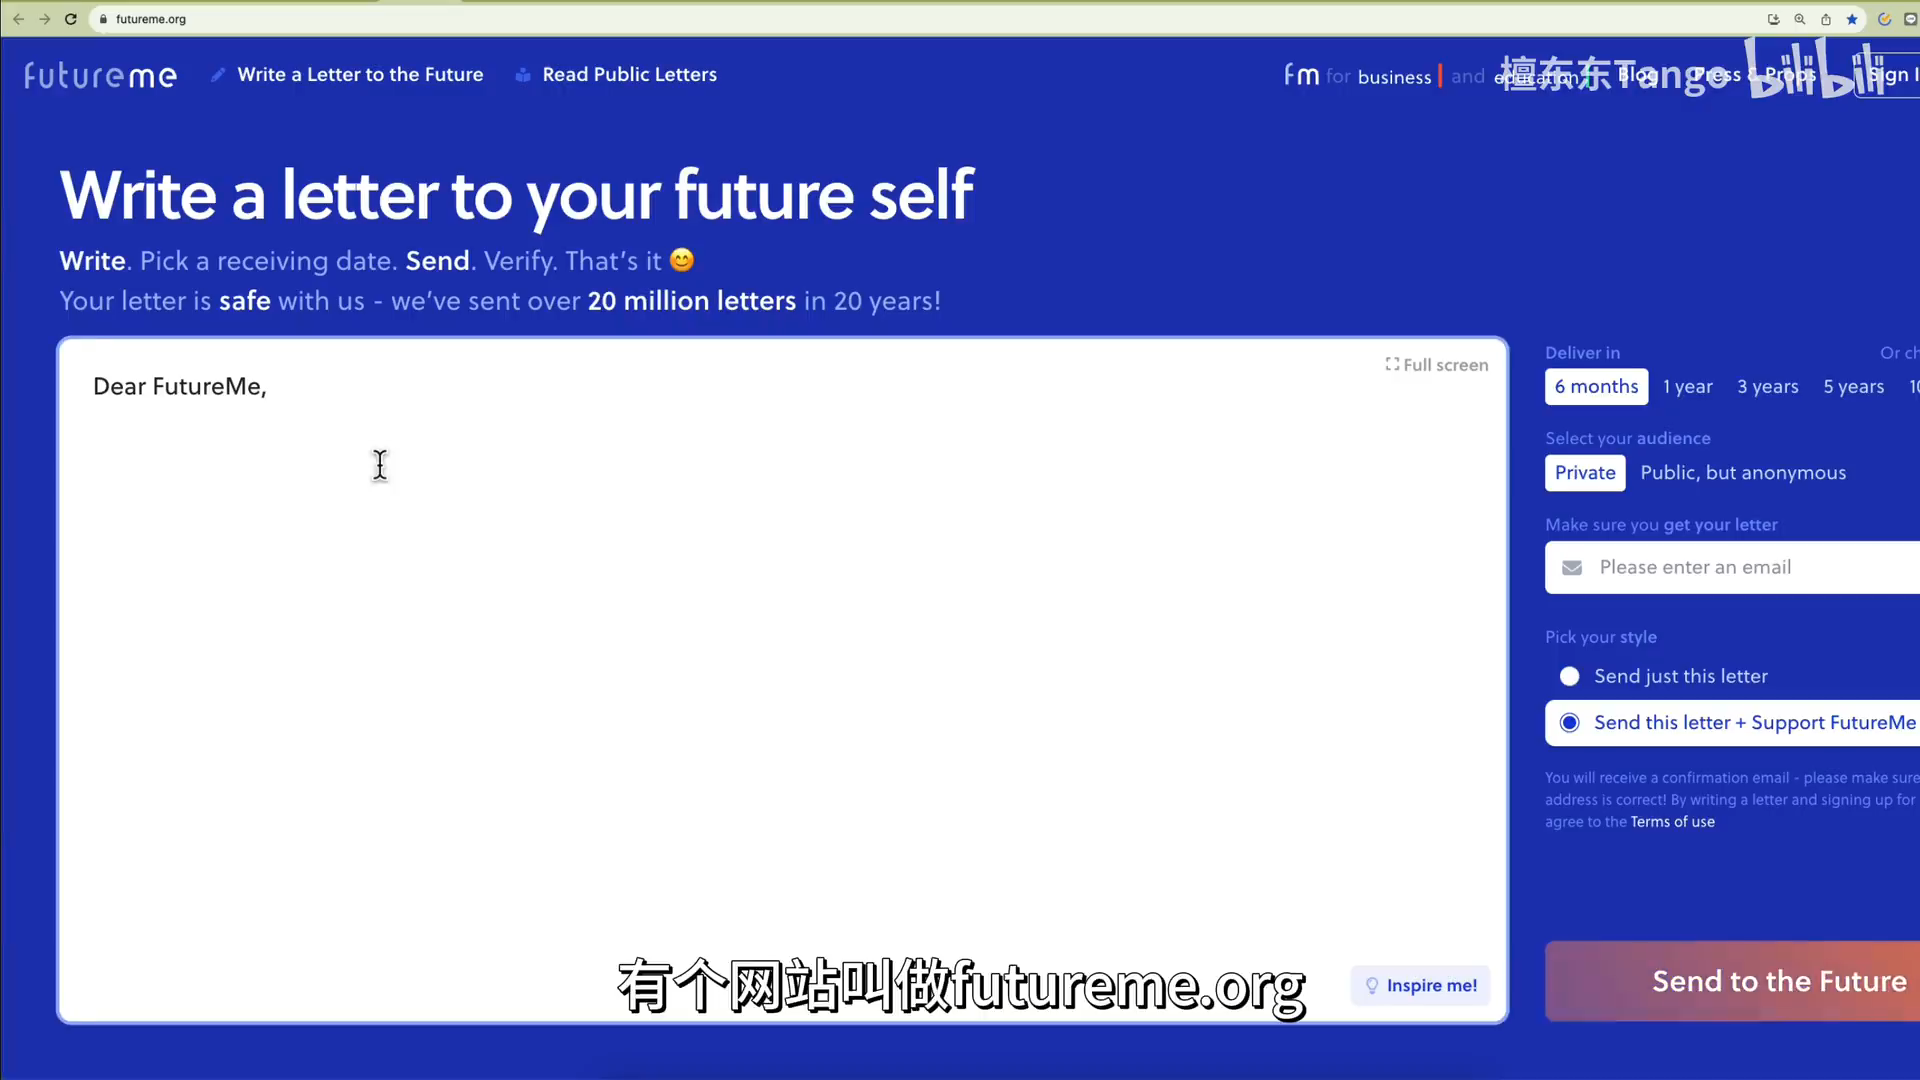 futureme.org
futureme
Write a Letter to the Future
Read Public Letters
fm for business and education
Blog
Press & Props
Sign I
檀东东Tango
bilibili
Write a letter to your future self
Write. Pick a receiving date. Send. Verify. That's it 😊
Your letter is safe with us - we've sent over 20 million letters in 20 years!
Full screen
Dear FutureMe,
Deliver in
Or ch
6 months
1 year
3 years
5 years
10
Select your audience
Private
Public, but anonymous
Make sure you get your letter
Please enter an email
Pick your style
Send just this letter
Send this letter + Support FutureMe
You will receive a confirmation email - please make sure
address is correct! By writing a letter and signing up for
agree to the Terms of use
Inspire me!
Send to the Future
有个网站叫做futureme.org